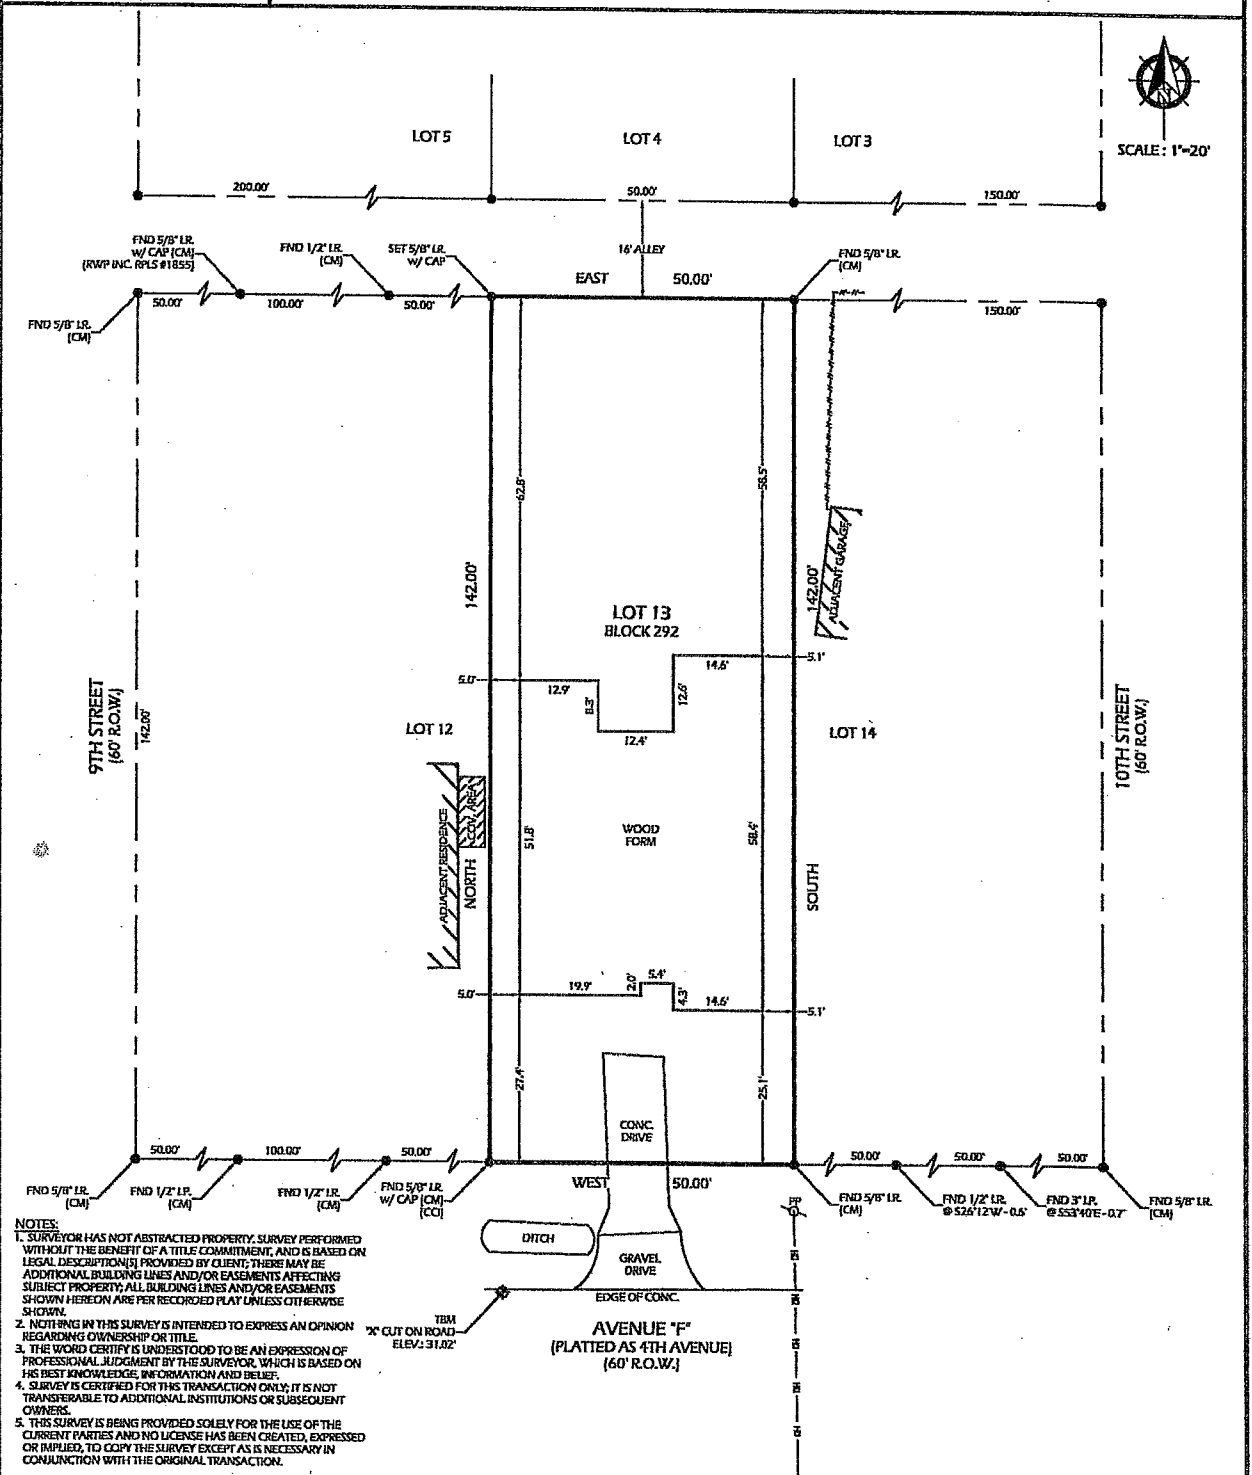 LOT 5
LOT 4
LOT 3
N
SCALE: 1"=20'
200.00'
50.00'
150.00'
FND 5/8" I.R.
W/ CAP (CM)
(RWP INC. RPLS #1855)
FND 1/2" I.R.
(CM)
SET 5/8" I.R.
W/ CAP
16' ALLEY
FND 5/8" I.R.
(CM)
EAST 50.00'
50.00'
100.00'
50.00'
150.00'
FND 5/8" I.R.
(CM)
62.8'
58.5'
142.00'
142.00'
ADJACENT GARAGE
LOT 13
BLOCK 292
5.0'
12.9'
8.3'
12.4'
12.6'
14.6'
5.1'
9TH STREET
(60' R.O.W.)
142.00'
LOT 12
LOT 14
10TH STREET
(60' R.O.W.)
ADJACENT RESIDENCE
COV. AREA
NORTH
51.8'
WOOD
FORM
58.4'
SOUTH
5.0'
19.9'
2.0'
5.4'
4.3'
14.6'
5.1'
27.4'
25.1'
CONC.
DRIVE
50.00'
100.00'
50.00'
WEST 50.00'
50.00'
50.00'
50.00'
FND 5/8" I.R.
(CM)
FND 1/2" I.P.
(CM)
FND 1/2" I.R.
(CM)
FND 5/8" I.R.
W/ CAP (CM)
(CCI)
PP
FND 5/8" I.R.
(CM)
FND 1/2" I.R.
@ S26°12'W - 0.6'
FND 3" I.P.
@ S53°40'E - 0.7'
FND 5/8" I.R.
(CM)
DITCH
GRAVEL
DRIVE
EDGE OF CONC.
TBM
"X" CUT ON ROAD
ELEV.: 31.02'
AVENUE "F"
(PLATTED AS 4TH AVENUE)
(60' R.O.W.)
NOTES:
1. SURVEYOR HAS NOT ABSTRACTED PROPERTY. SURVEY PERFORMED
WITHOUT THE BENEFIT OF A TITLE COMMITMENT, AND IS BASED ON
LEGAL DESCRIPTION(S) PROVIDED BY CLIENT; THERE MAY BE
ADDITIONAL BUILDING LINES AND/OR EASEMENTS AFFECTING
SUBJECT PROPERTY; ALL BUILDING LINES AND/OR EASEMENTS
SHOWN HEREON ARE PER RECORDED PLAT UNLESS OTHERWISE
SHOWN.
2. NOTHING IN THIS SURVEY IS INTENDED TO EXPRESS AN OPINION
REGARDING OWNERSHIP OR TITLE.
3. THE WORD CERTIFY IS UNDERSTOOD TO BE AN EXPRESSION OF
PROFESSIONAL JUDGMENT BY THE SURVEYOR, WHICH IS BASED ON
HIS BEST KNOWLEDGE, INFORMATION AND BELIEF.
4. SURVEY IS CERTIFIED FOR THIS TRANSACTION ONLY; IT IS NOT
TRANSFERABLE TO ADDITIONAL INSTITUTIONS OR SUBSEQUENT
OWNERS.
5. THIS SURVEY IS BEING PROVIDED SOLELY FOR THE USE OF THE
CURRENT PARTIES AND NO LICENSE HAS BEEN CREATED, EXPRESSED
OR IMPLIED, TO COPY THE SURVEY EXCEPT AS IS NECESSARY IN
CONJUNCTION WITH THE ORIGINAL TRANSACTION.